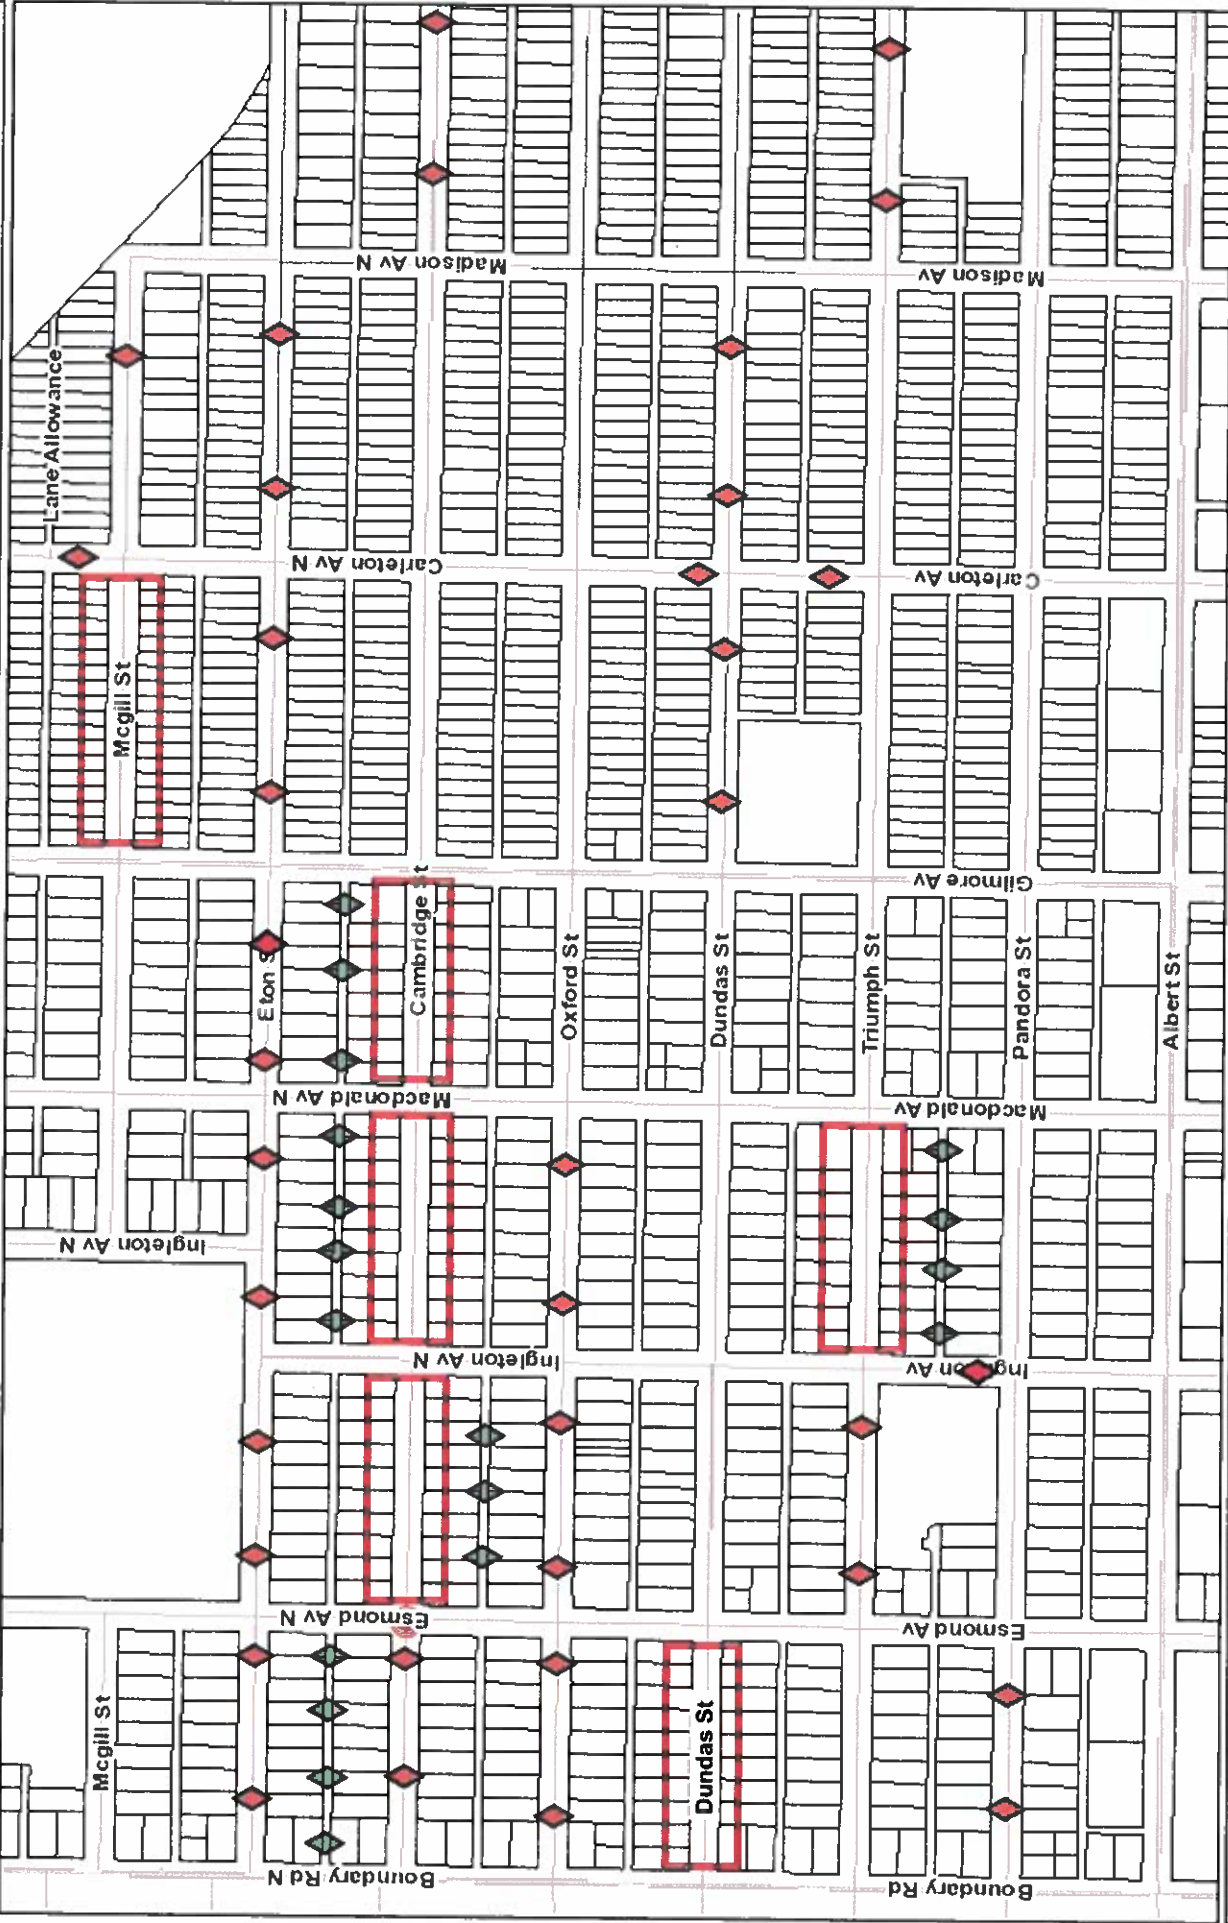 Madison Av N
Madison Av
Lane Allowance
Carleton Av N
Carleton Av
Mcgill St
Gilmore Av
Eton S
Cambridge St
Oxford St
Dundas St
Triumph St
Pandora St
Albert St
Macdonald Av N
Macdonald Av
Ingleton Av N
Ingleton Av N
Ing on Av
Esmond Av N
Esmond Av
Mcgill St
Dundas St
Boundary Rd N
Boundary Rd